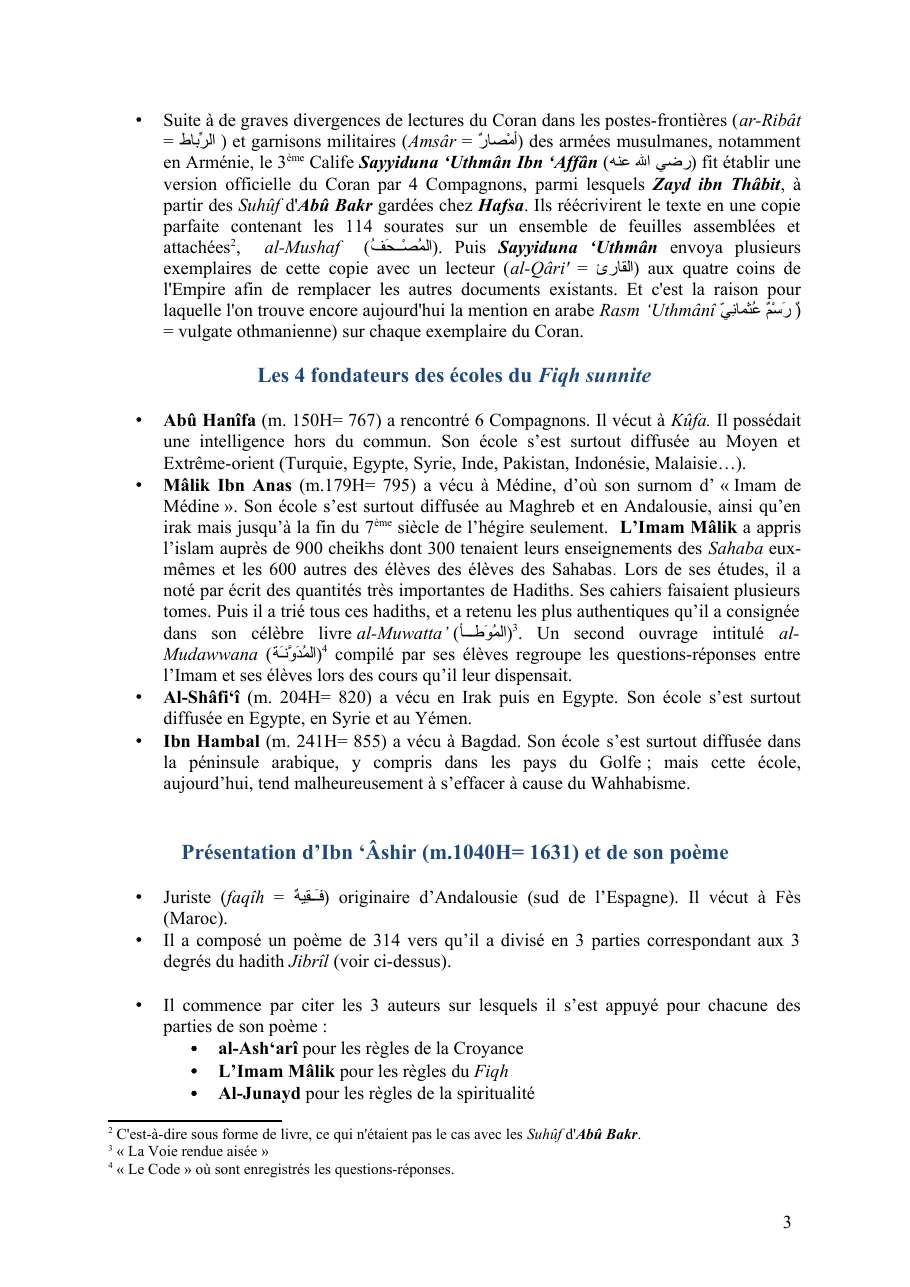 • Suite à de graves divergences de lectures du Coran dans les postes-frontières (ar-Ribât
= الرِّباط ) et garnisons militaires (Amsâr = أمْصارٌ) des armées musulmanes, notamment
en Arménie, le 3ème Calife Sayyiduna ‘Uthmân Ibn ‘Affân (رضي الله عنه) fit établir une
version officielle du Coran par 4 Compagnons, parmi lesquels Zayd ibn Thâbit, à
partir des Suhûf d'Abû Bakr gardées chez Hafsa. Ils réécrivirent le texte en une copie
parfaite contenant les 114 sourates sur un ensemble de feuilles assemblées et
attachées2, al-Mushaf (المُصْـحَـفُ). Puis Sayyiduna ‘Uthmân envoya plusieurs
exemplaires de cette copie avec un lecteur (al-Qâri' = القارئ) aux quatre coins de
l'Empire afin de remplacer les autres documents existants. Et c'est la raison pour
laquelle l'on trouve encore aujourd'hui la mention en arabe Rasm ‘Uthmânî (رَسْمٌ عُثْمانِيٌّ
= vulgate othmanienne) sur chaque exemplaire du Coran.
Les 4 fondateurs des écoles du Fiqh sunnite
• Abû Hanîfa (m. 150H= 767) a rencontré 6 Compagnons. Il vécut à Kûfa. Il possédait
une intelligence hors du commun. Son école s’est surtout diffusée au Moyen et
Extrême-orient (Turquie, Egypte, Syrie, Inde, Pakistan, Indonésie, Malaisie…).
• Mâlik Ibn Anas (m.179H= 795) a vécu à Médine, d’où son surnom d’ « Imam de
Médine ». Son école s’est surtout diffusée au Maghreb et en Andalousie, ainsi qu’en
irak mais jusqu’à la fin du 7ème siècle de l’hégire seulement. L’Imam Mâlik a appris
l’islam auprès de 900 cheikhs dont 300 tenaient leurs enseignements des Sahaba eux-
mêmes et les 600 autres des élèves des élèves des Sahabas. Lors de ses études, il a
noté par écrit des quantités très importantes de Hadiths. Ses cahiers faisaient plusieurs
tomes. Puis il a trié tous ces hadiths, et a retenu les plus authentiques qu’il a consignée
dans son célèbre livre al-Muwatta’ (المُوَطـــأ)3. Un second ouvrage intitulé al-
Mudawwana (المُدَوَّنـَـة)4 compilé par ses élèves regroupe les questions-réponses entre
l’Imam et ses élèves lors des cours qu’il leur dispensait.
• Al-Shâfi‘î (m. 204H= 820) a vécu en Irak puis en Egypte. Son école s’est surtout
diffusée en Egypte, en Syrie et au Yémen.
• Ibn Hambal (m. 241H= 855) a vécu à Bagdad. Son école s’est surtout diffusée dans
la péninsule arabique, y compris dans les pays du Golfe ; mais cette école,
aujourd’hui, tend malheureusement à s’effacer à cause du Wahhabisme.
Présentation d’Ibn ‘Âshir (m.1040H= 1631) et de son poème
• Juriste (faqîh = فَـــقِيهٌ) originaire d’Andalousie (sud de l’Espagne). Il vécut à Fès
(Maroc).
• Il a composé un poème de 314 vers qu’il a divisé en 3 parties correspondant aux 3
degrés du hadith Jibrîl (voir ci-dessus).
• Il commence par citer les 3 auteurs sur lesquels il s’est appuyé pour chacune des
parties de son poème :
• al-Ash‘arî pour les règles de la Croyance
• L’Imam Mâlik pour les règles du Fiqh
• Al-Junayd pour les règles de la spiritualité
2 C'est-à-dire sous forme de livre, ce qui n'étaient pas le cas avec les Suhûf d'Abû Bakr.
3 « La Voie rendue aisée »
4 « Le Code » où sont enregistrés les questions-réponses.
3